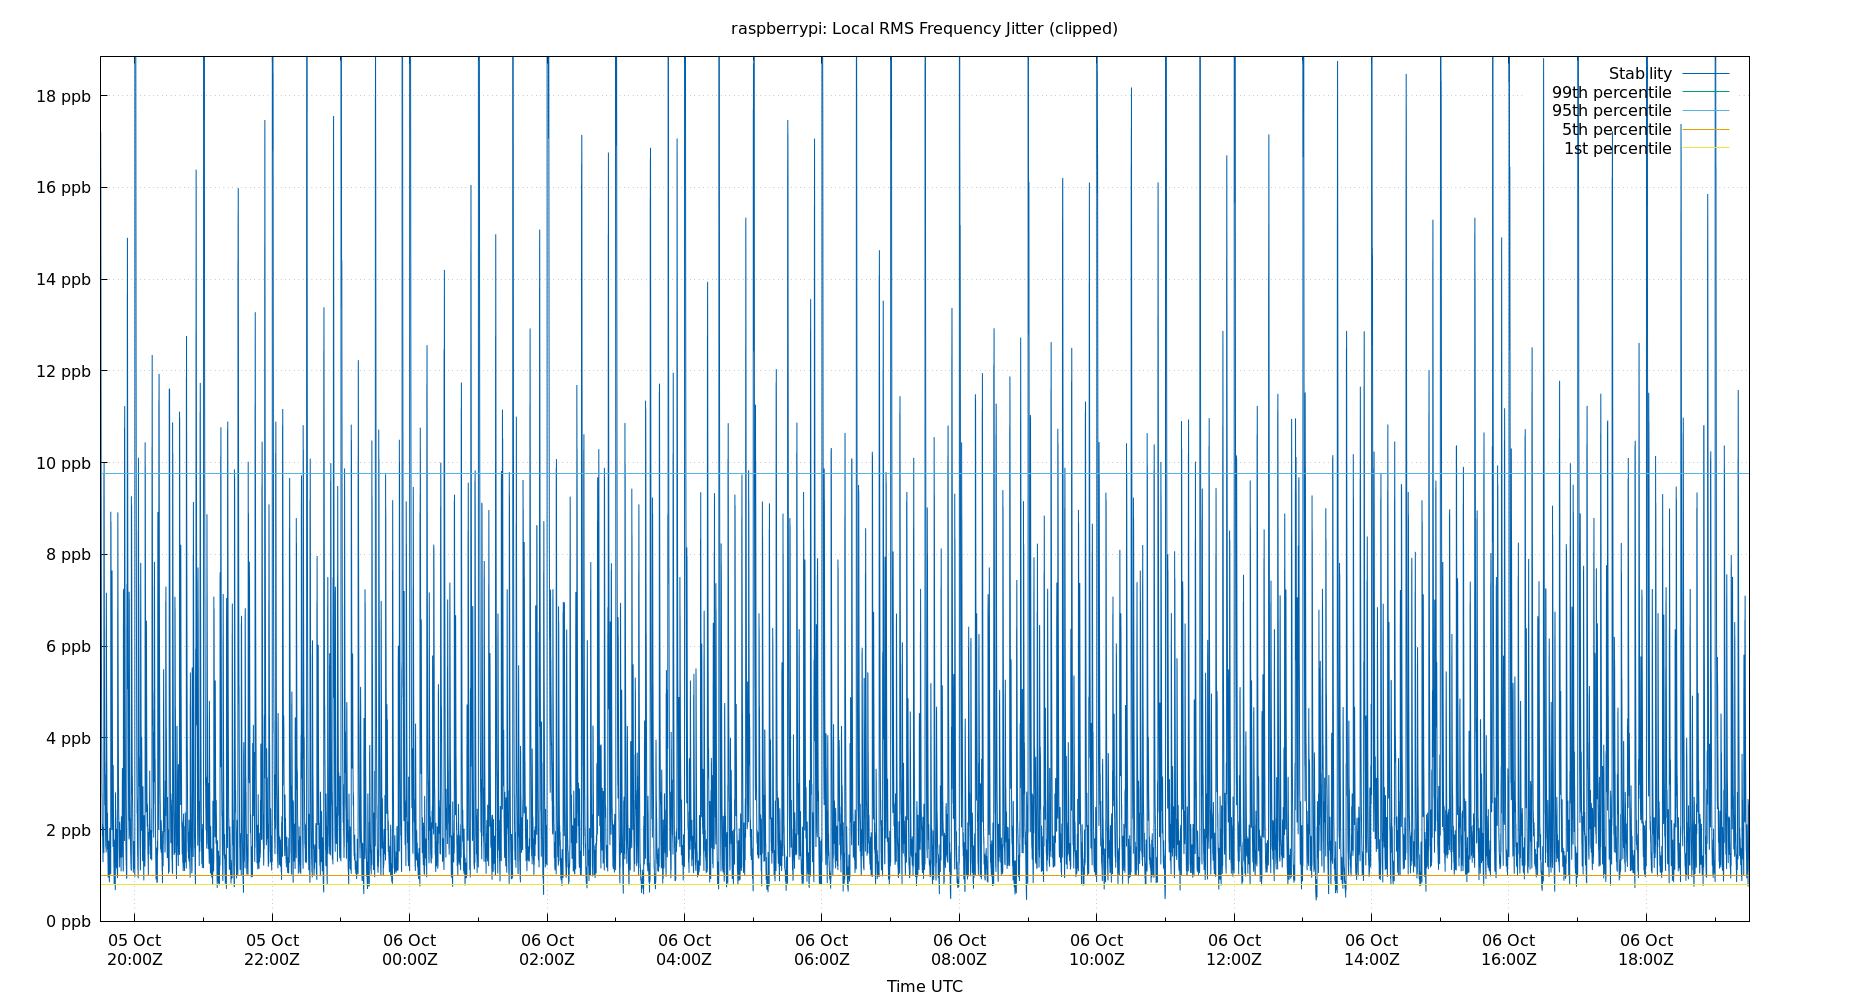 raspberrypi: Local RMS Frequency Jitter (clipped)
Stability
99th percentile
95th percentile
5th percentile
1st percentile
18 ppb
16 ppb
14 ppb
12 ppb
10 ppb
8 ppb
6 ppb
4 ppb
2 ppb
0 ppb
05 Oct 05 Oct 06 Oct 06 Oct 06 Oct 06 Oct 06 Oct 06 Oct 06 Oct 06 Oct 06 Oct 06 Oct
20:00Z 22:00Z 00:00Z 02:00Z 04:00Z 06:00Z 08:00Z 10:00Z 12:00Z 14:00Z 16:00Z 18:00Z
Time UTC